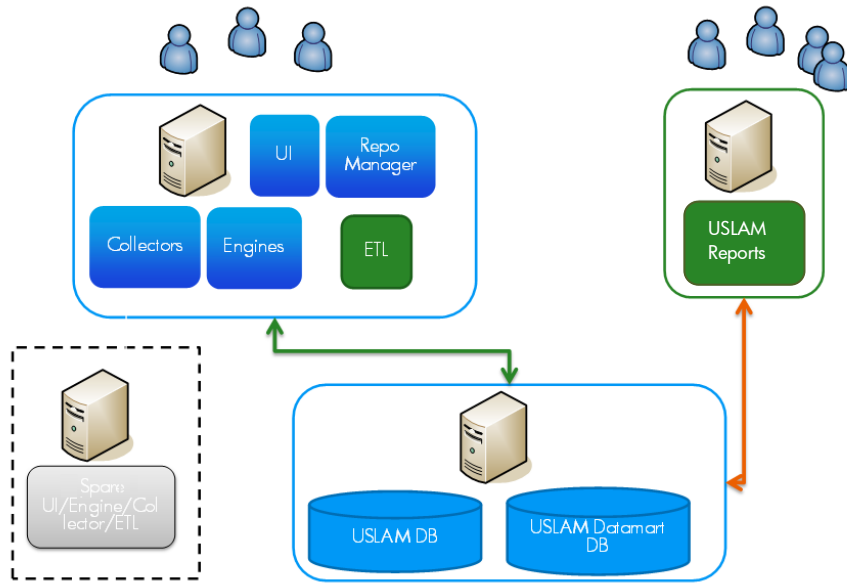 UI
Repo
Manager
Collectors
Engines
ETL
USLAM
Reports
Spare
UI/Engine/Col
lector/ETL
USLAM DB
USLAM Datamart
DB